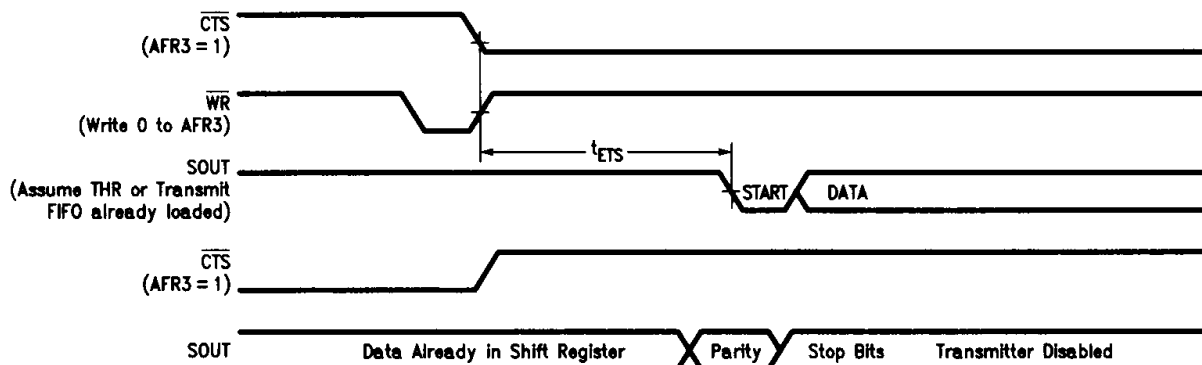 CTS
(AFR3 = 1)
WR
(Write 0 to AFR3)
tETS
SOUT
(Assume THR or Transmit
FIFO already loaded)
START DATA
CTS
(AFR3 = 1)
SOUT Data Already in Shift Register Parity Stop Bits Transmitter Disabled